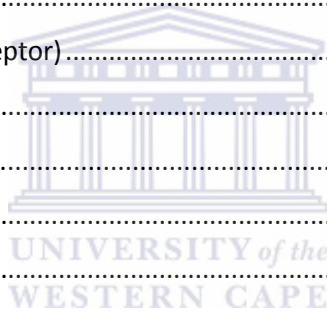 ................................................
eptor)................................................
................................................
................................................
................................................
UNIVERSITY of the
................................................
WESTERN CAPE